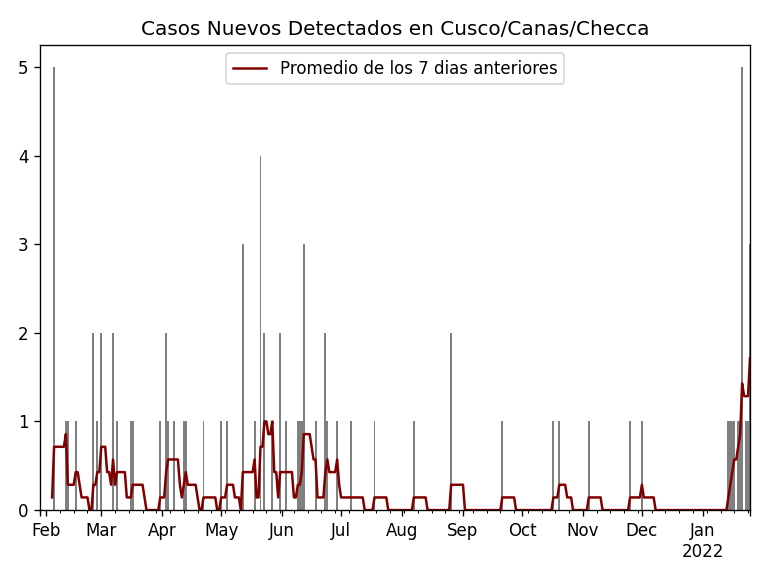 Casos Nuevos Detectados en Cusco/Canas/Checca
Promedio de los 7 dias anteriores
5
4
3
2
1
0
Feb Mar Apr May Jun Jul Aug Sep Oct Nov Dec Jan
2022